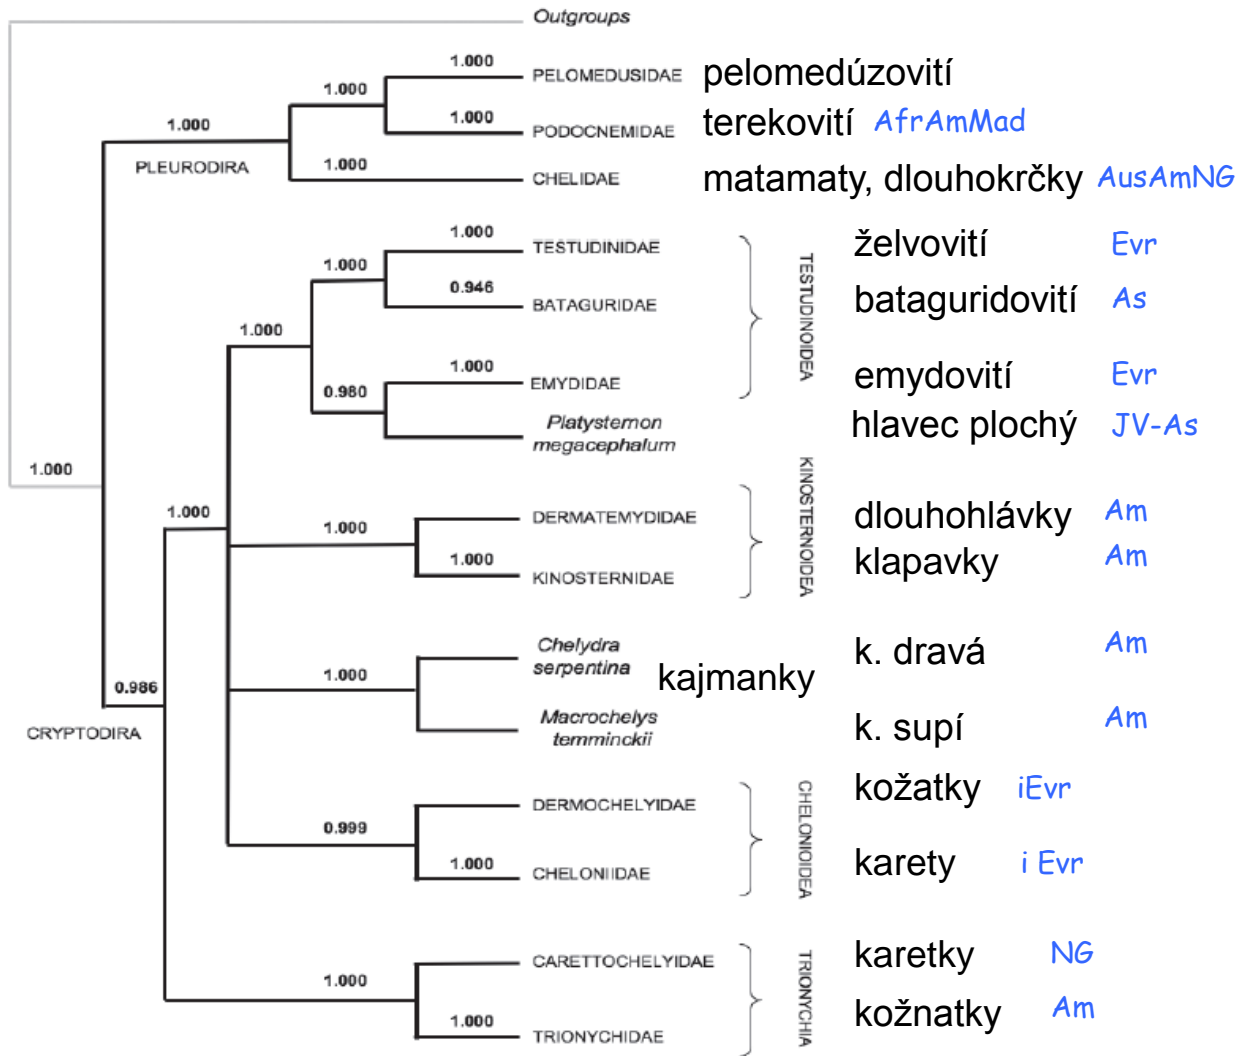 Outgroups
1.000
PELOMEDUSIDAE pelomedúzovití
1.000
1.000
PODOCNEMIDAE terekovití AfrAmMad
1.000
PLEURODIRA
1.000
CHELIDAE matamaty, dlouhokrčky AusAmNG
1.000
TESTUDINIDAE želvovití Evr
1.000
0.946
BATAGURIDAE bataguridovití As
TESTUDINOIDEA
1.000
1.000
EMYDIDAE emydovití Evr
0.980
Platysternon
megacephalum hlavec plochý JV-As
1.000
1.000
DERMATEMYDIDAE dlouhohlávky Am
KINOSTERNOIDEA
1.000
1.000
KINOSTERNIDAE klapavky Am
Chelydra
serpentina k. dravá Am
1.000
kajmanky
0.986
CRYPTODIRA
Macrochelys
temminckii k. supí Am
DERMOCHELYIDAE kožatky iEvr
0.999
CHELONIOIDEA
1.000
CHELONIIDAE karety i Evr
CARETTOCHELYIDAE karetky NG
1.000
TRIONYCHIA
1.000
TRIONYCHIDAE kožnatky Am